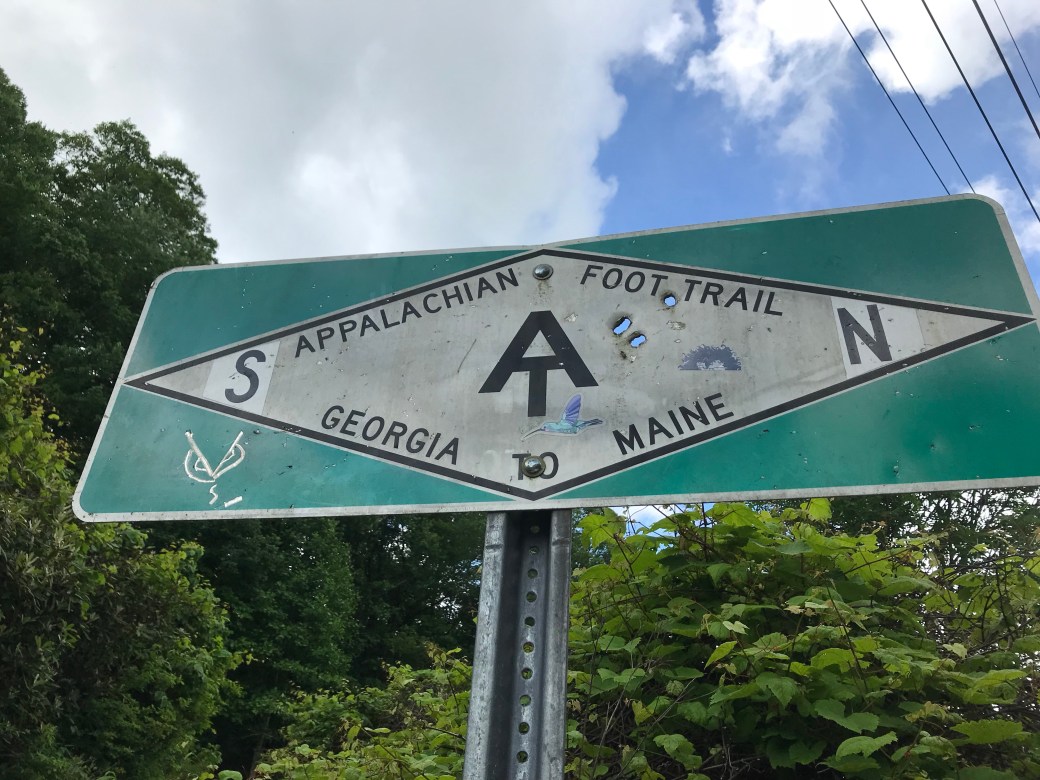 APPALACHIAN FOOT TRAIL
S AT N
GEORGIA TO MAINE